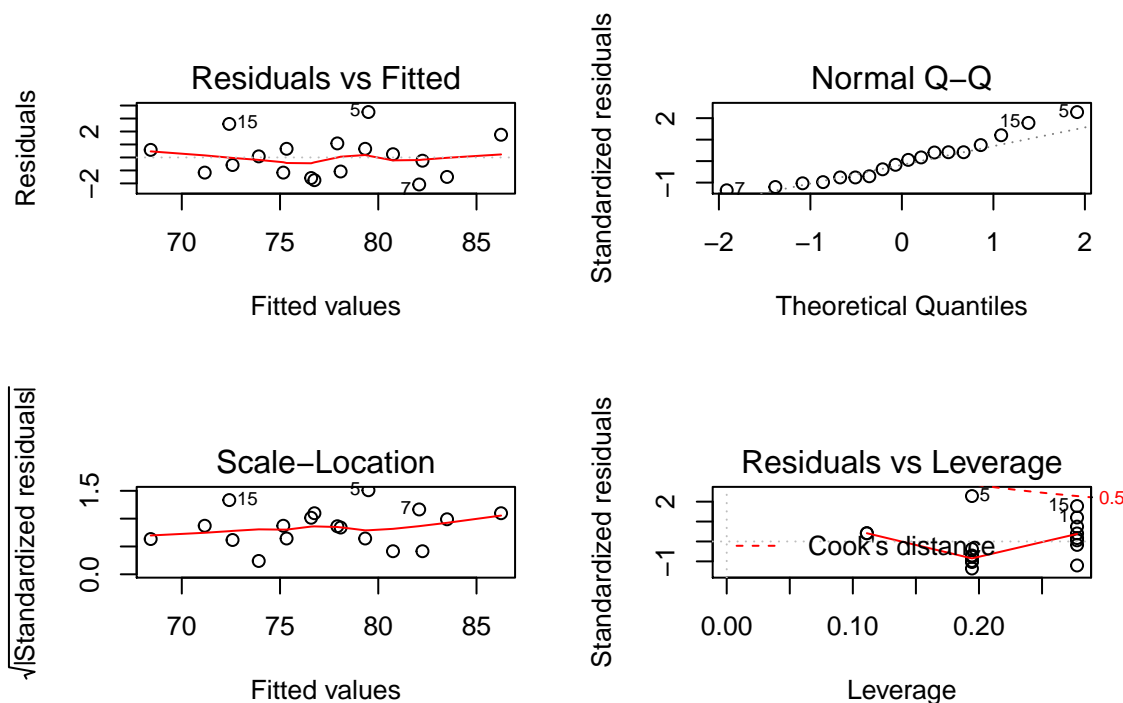 Residuals vs Fitted
Residuals
2
−2
5
15
7
70 75 80 85
Fitted values
Normal Q−Q
Standardized residuals
2
−1
5
15
7
−2 −1 0 1 2
Theoretical Quantiles
Scale−Location
√|Standardized residuals|
1.5
0.0
5
15
7
70 75 80 85
Fitted values
Residuals vs Leverage
Standardized residuals
2
−1
5
15
1
0.5
Cook's distance
0.00 0.10 0.20
Leverage